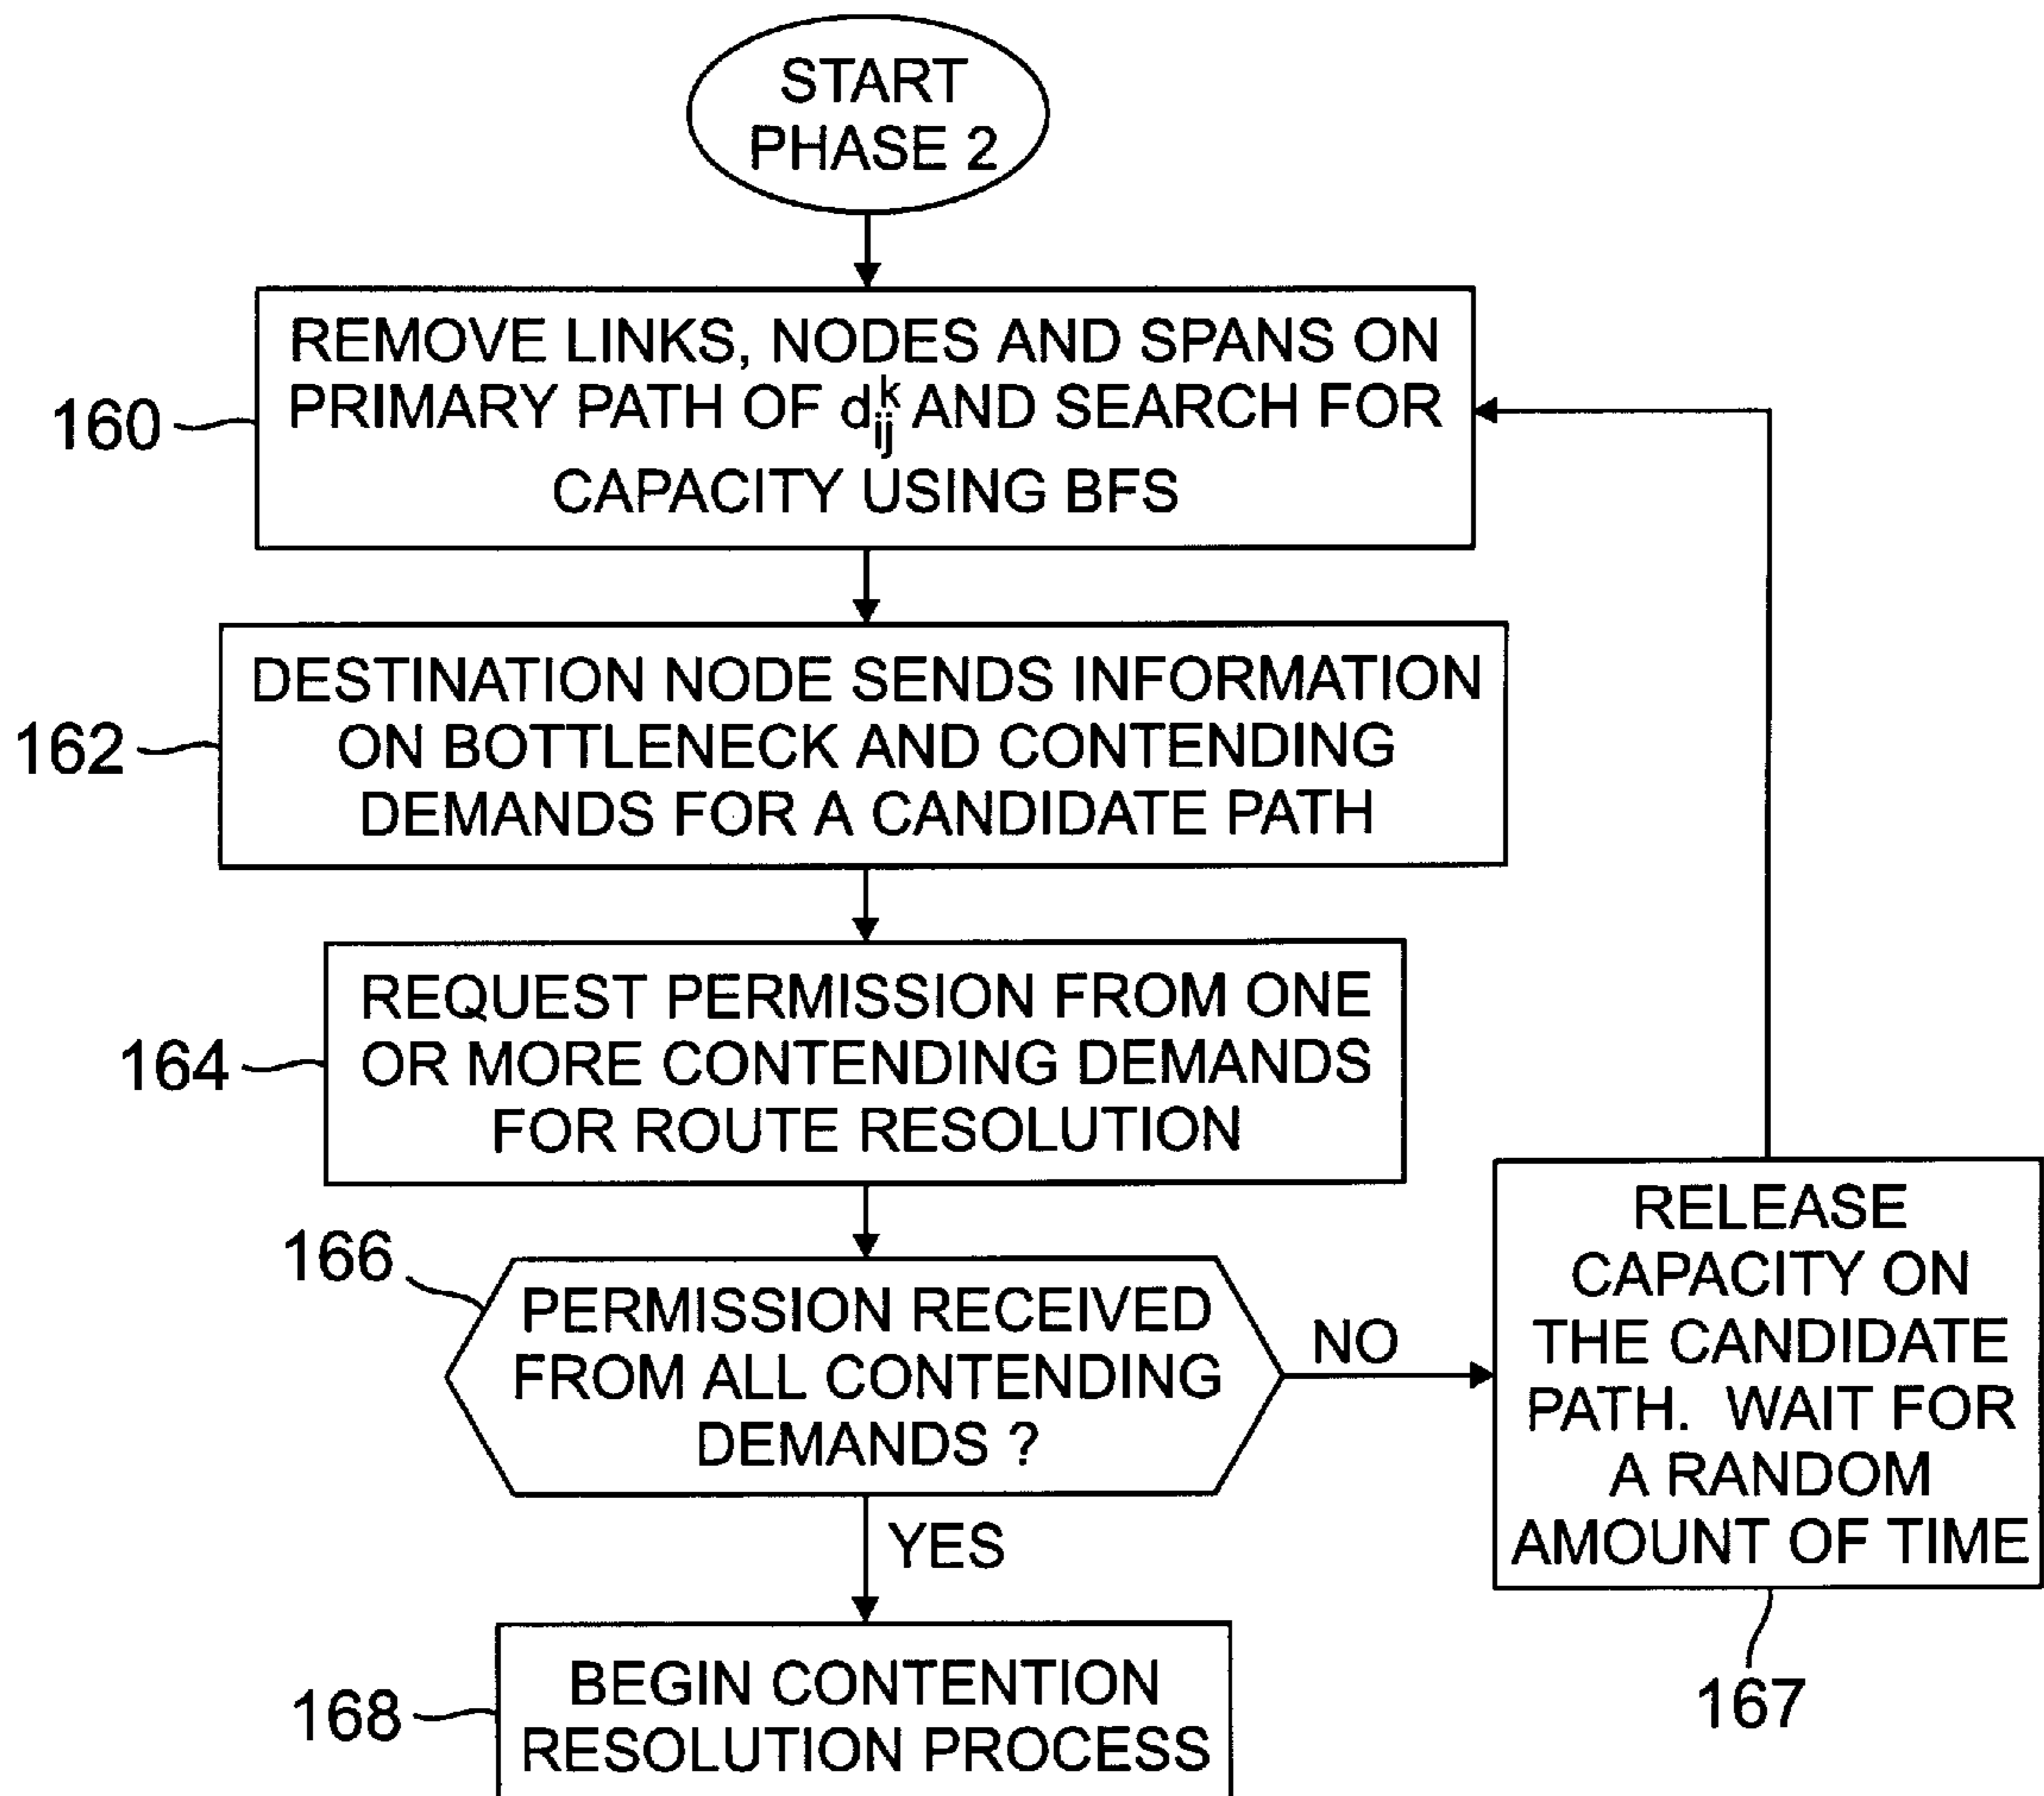 START
PHASE 2
160
REMOVE LINKS, NODES AND SPANS ON
PRIMARY PATH OF d_{ij}^{k} AND SEARCH FOR
CAPACITY USING BFS
162
DESTINATION NODE SENDS INFORMATION
ON BOTTLENECK AND CONTENDING
DEMANDS FOR A CANDIDATE PATH
164
REQUEST PERMISSION FROM ONE
OR MORE CONTENDING DEMANDS
FOR ROUTE RESOLUTION
166
PERMISSION RECEIVED
FROM ALL CONTENDING
DEMANDS ?
NO
RELEASE
CAPACITY ON
THE CANDIDATE
PATH. WAIT FOR
A RANDOM
AMOUNT OF TIME
167
YES
168
BEGIN CONTENTION
RESOLUTION PROCESS